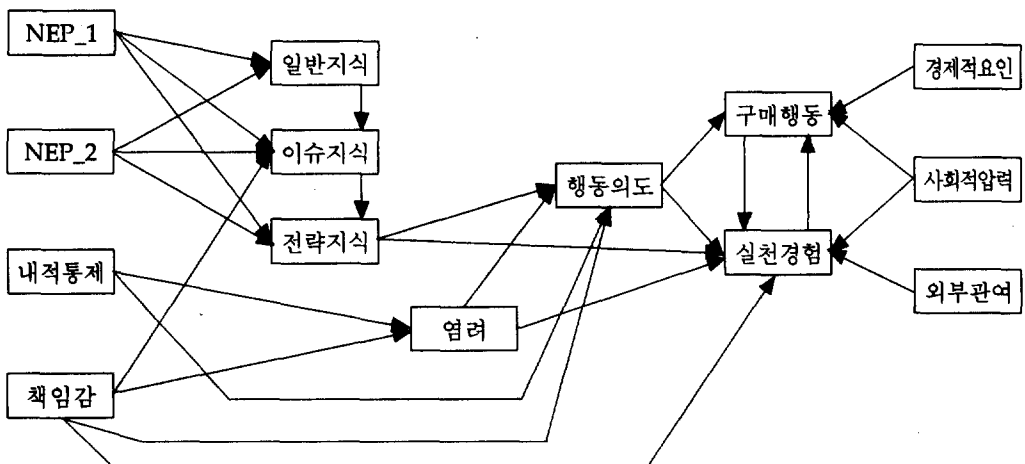 NEP_1
NEP_2
내적통제
책임감
일반지식
이슈지식
전략지식
염려
행동의도
구매행동
실천경험
경제적요인
사회적압력
외부관여